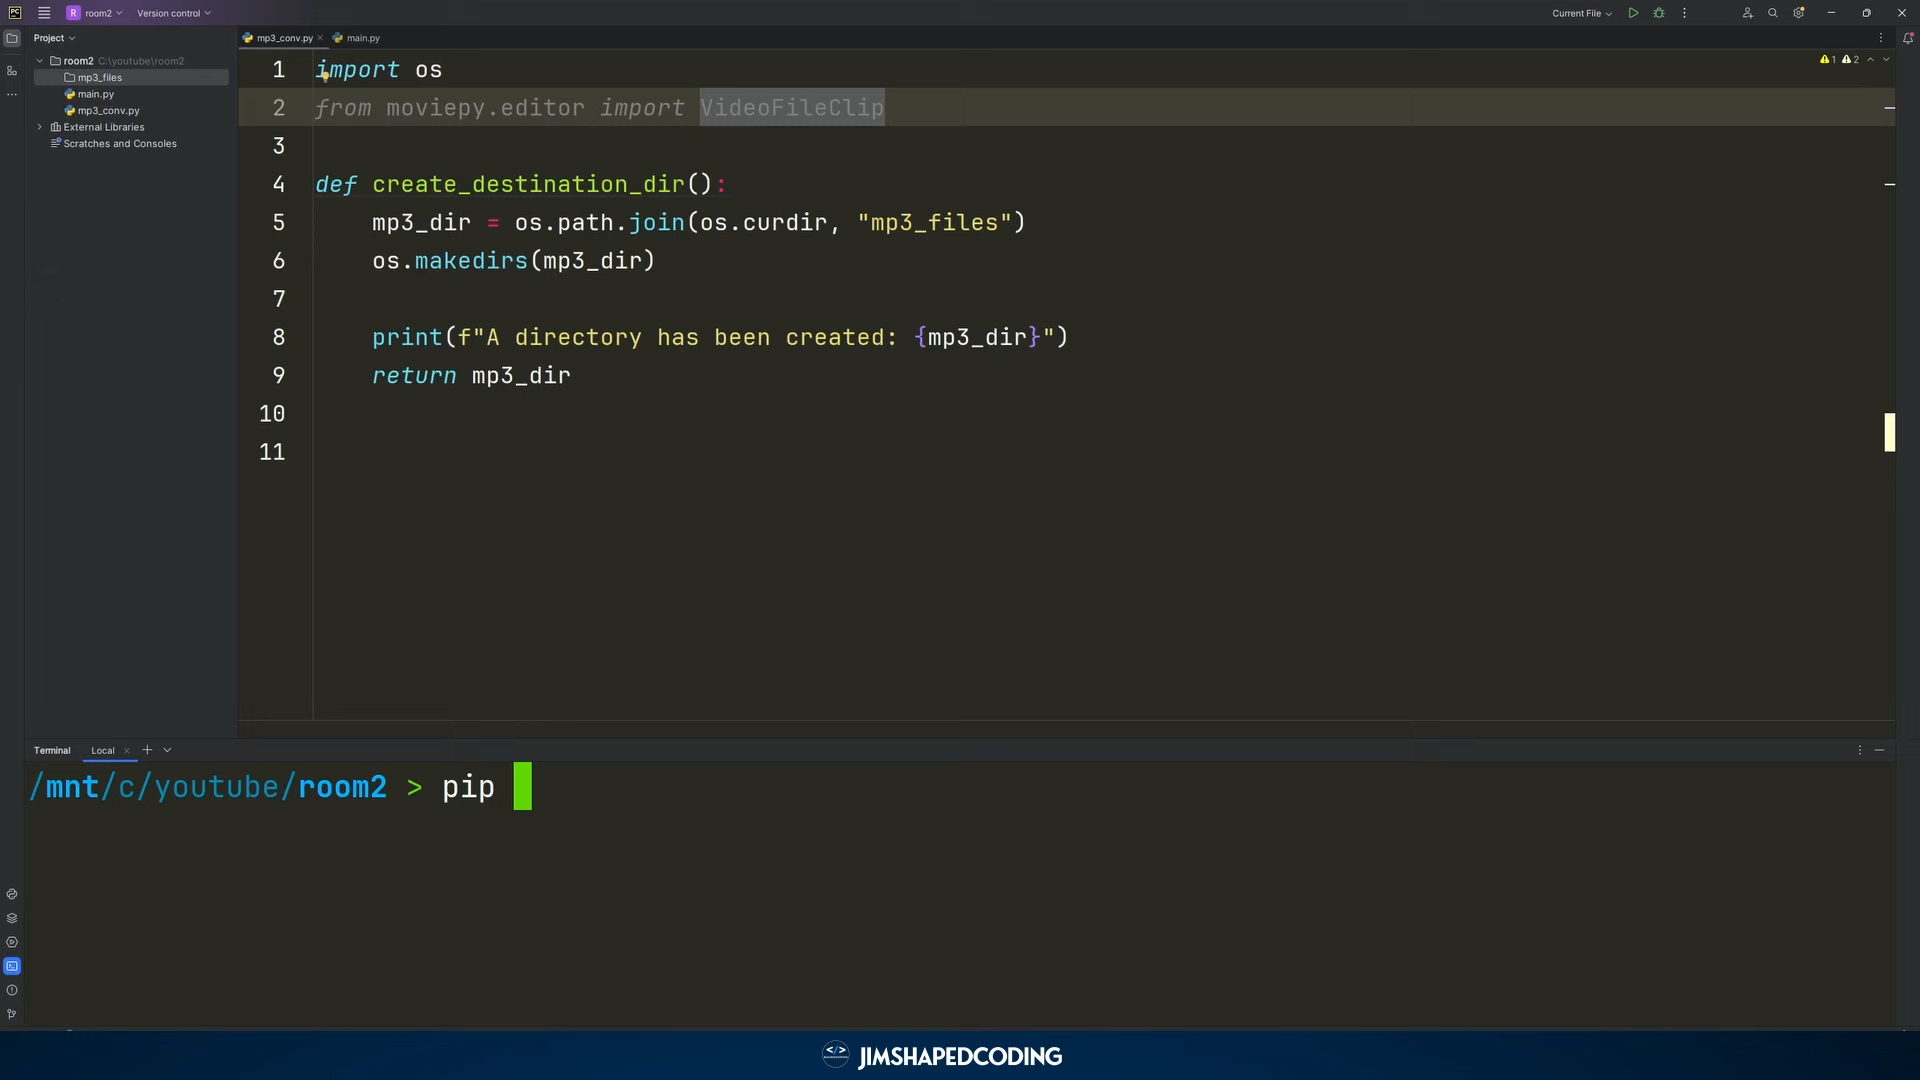 PC
R room2
Version control
Current File
Project
mp3_conv.py
main.py
room2 C:\youtube\room2
mp3_files
main.py
mp3_conv.py
External Libraries
Scratches and Consoles
1 2
1 import os
2 from moviepy.editor import VideoFileClip
3
4 def create_destination_dir():
5 mp3_dir = os.path.join(os.curdir, "mp3_files")
6 os.makedirs(mp3_dir)
7
8 print(f"A directory has been created: {mp3_dir}")
9 return mp3_dir
10
11
Terminal Local
/mnt/c/youtube/room2 > pip
</> JIMSHAPEDCODING